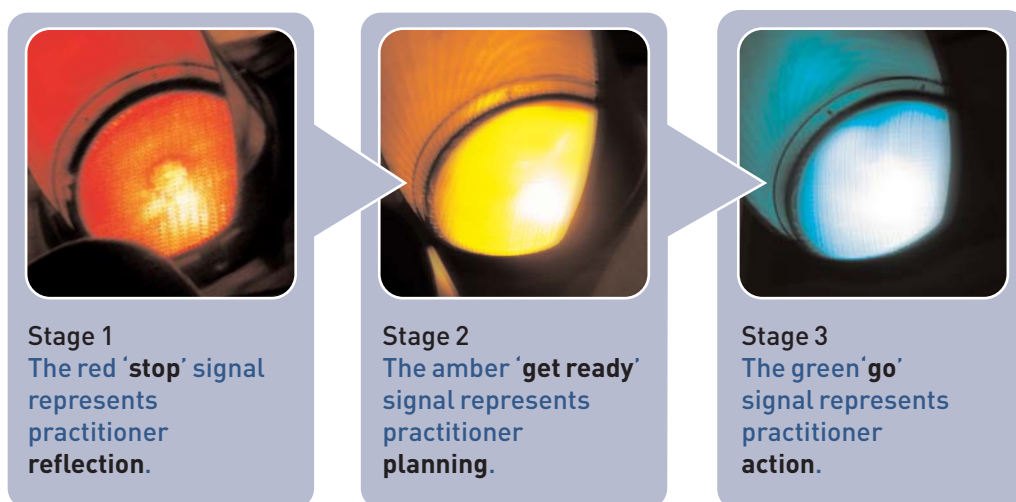 Stage 1
The red ‘stop’ signal
represents
practitioner
reflection.
Stage 2
The amber ‘get ready’
signal represents
practitioner
planning.
Stage 3
The green‘go’
signal represents
practitioner
action.